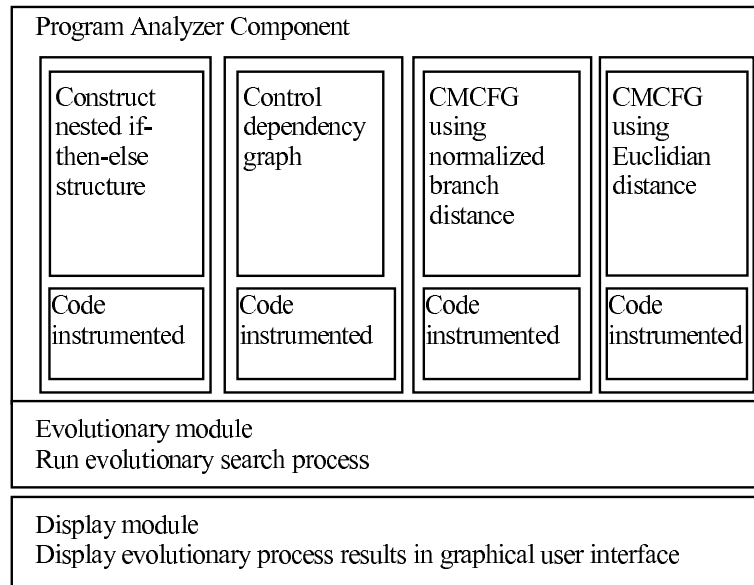 Program Analyzer Component
Construct
nested if-
then-else
structure
Control
dependency
graph
CMCFG
using
normalized
branch
distance
CMCFG
using
Euclidian
distance
Code
instrumented
Code
instrumented
Code
instrumented
Code
instrumented
Evolutionary module
Run evolutionary search process
Display module
Display evolutionary process results in graphical user interface